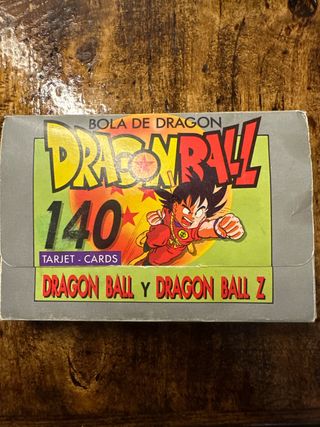 BOLA DE DRAGON
DRAGON BALL
140
TARJET - CARDS
DRAGON BALL Y DRAGON BALL Z